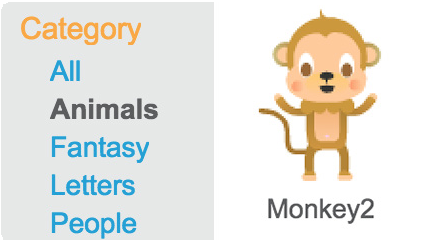 Category
All
Animals
Fantasy
Letters
People
Monkey2